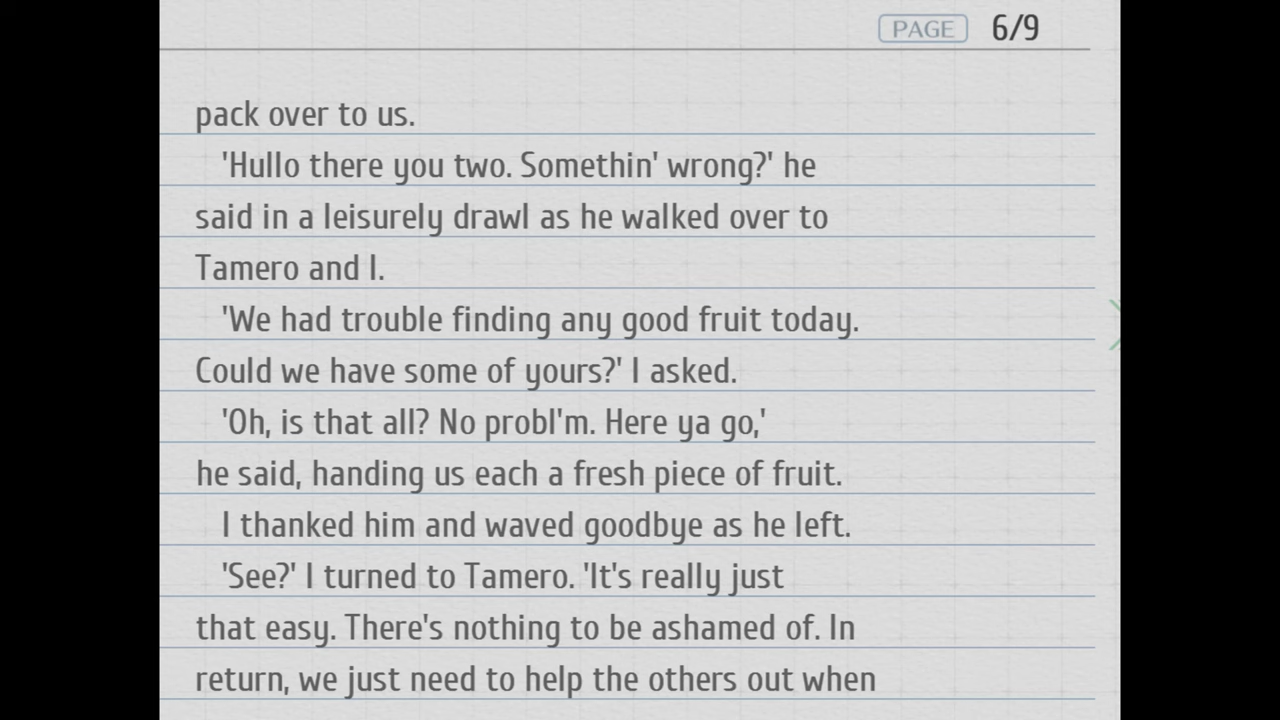 PAGE 6/9
pack over to us.
'Hullo there you two. Somethin' wrong?' he
said in a leisurely drawl as he walked over to
Tamero and I.
'We had trouble finding any good fruit today.
Could we have some of yours?' I asked.
'Oh, is that all? No probl'm. Here ya go,'
he said, handing us each a fresh piece of fruit.
I thanked him and waved goodbye as he left.
'See?' I turned to Tamero. 'It's really just
that easy. There's nothing to be ashamed of. In
return, we just need to help the others out when